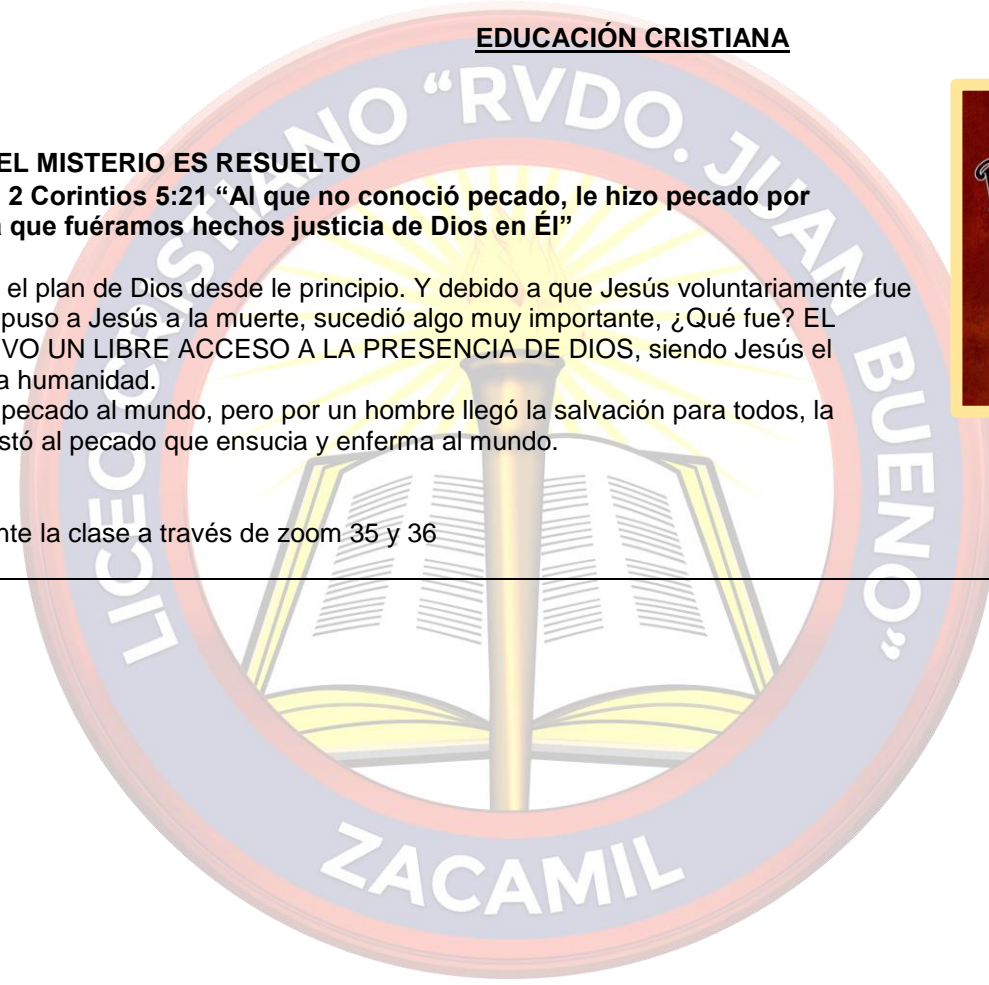 EDUCACIÓN CRISTIANA
EL MISTERIO ES RESUELTO
2 Corintios 5:21 “Al que no conoció pecado, le hizo pecado por
que fuéramos hechos justicia de Dios en Él”
el plan de Dios desde le principio. Y debido a que Jesús voluntariamente fue
puso a Jesús a la muerte, sucedió algo muy importante, ¿Qué fue? EL
VO UN LIBRE ACCESO A LA PRESENCIA DE DIOS, siendo Jesús el
a humanidad.
pecado al mundo, pero por un hombre llegó la salvación para todos, la
stó al pecado que ensucia y enferma al mundo.
nte la clase a través de zoom 35 y 36
LICEO CRISTIANO “RVDO. JUAN BUENO”
ZACAMIL